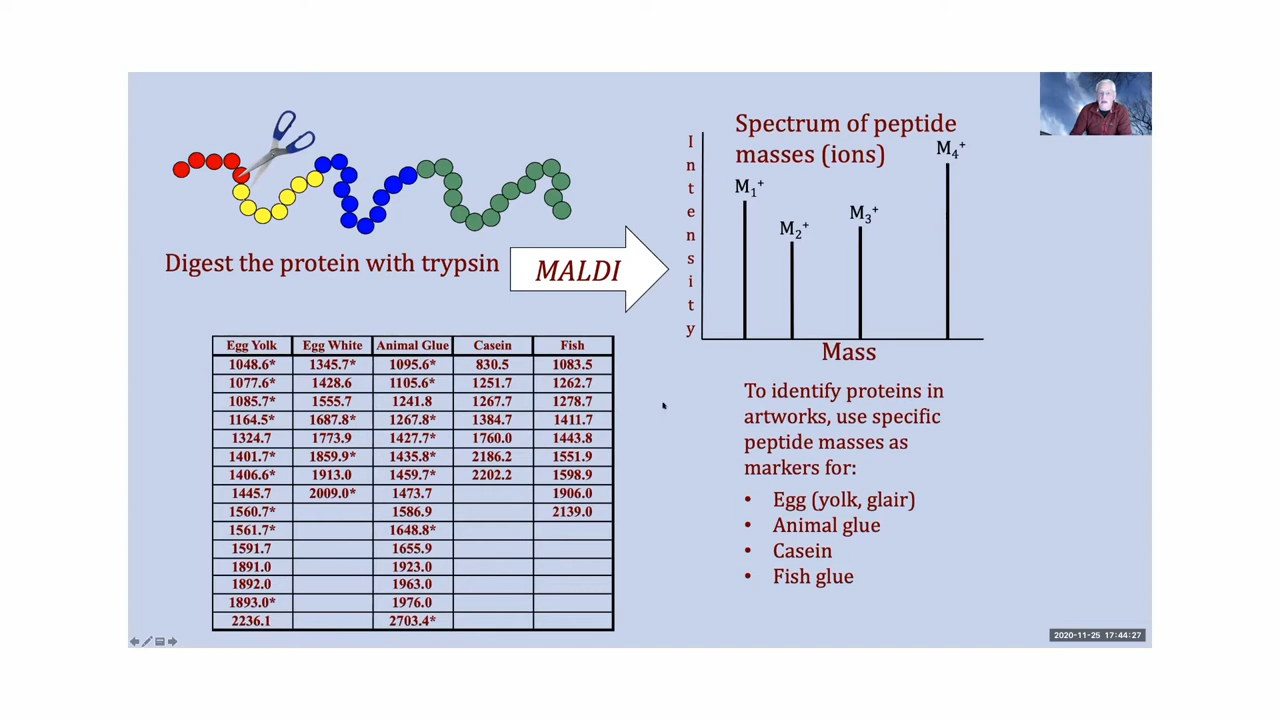 Digest the protein with trypsin
MALDI
Spectrum of peptide
masses (ions)
Intensity
M₁⁺
M₂⁺
M₃⁺
M₄⁺
Mass
Egg Yolk Egg White Animal Glue Casein Fish
1048.6* 1345.7* 1095.6* 830.5 1083.5
1077.6* 1428.6 1105.6* 1251.7 1262.7
1085.7* 1555.7 1241.8 1267.7 1278.7
1164.5* 1687.8* 1267.8* 1384.7 1411.7
1324.7 1773.9 1427.7* 1760.0 1443.8
1401.7* 1859.9* 1435.8* 2186.2 1551.9
1406.6* 1913.0 1459.7* 2202.2 1598.9
1445.7 2009.0* 1473.7 1906.0
1560.7* 1586.9 2139.0
1561.7* 1648.8*
1591.7 1655.9
1891.0 1923.0
1892.0 1963.0
1893.0* 1976.0
2236.1 2703.4*
To identify proteins in
artworks, use specific
peptide masses as
markers for:
• Egg (yolk, glair)
• Animal glue
• Casein
• Fish glue
2020-11-25 17:44:27